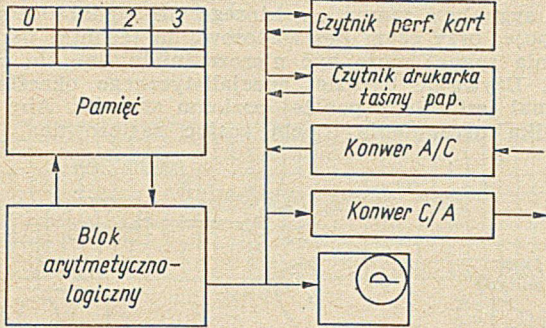 0 1 2 3
Pamięć
Blok
arytmetyczno-
logiczny
Czytnik perf. kart
Czytnik drukarka
taśmy pap.
Konwer A/C
Konwer C/A
P